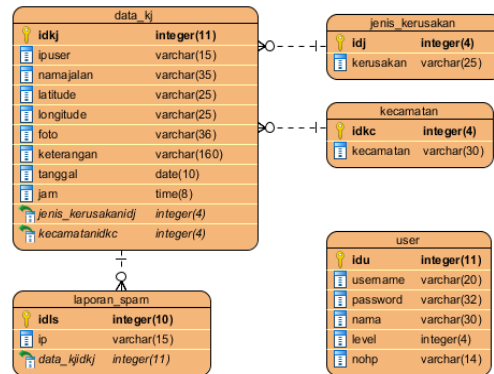 data_kj
idkj integer(11)
ipuser varchar(15)
namajalan varchar(35)
latitude varchar(25)
longitude varchar(25)
foto varchar(36)
keterangan varchar(160)
tanggal date(10)
jam time(8)
jenis_kerusakanidj integer(4)
kecamatanidkc integer(4)
jenis_kerusakan
idj integer(4)
kerusakan varchar(25)
kecamatan
idkc integer(4)
kecamatan varchar(30)
laporan_spam
idls integer(10)
ip varchar(15)
data_kjidkj integer(11)
user
idu integer(11)
username varchar(20)
password varchar(32)
nama varchar(30)
level integer(4)
nohp varchar(14)